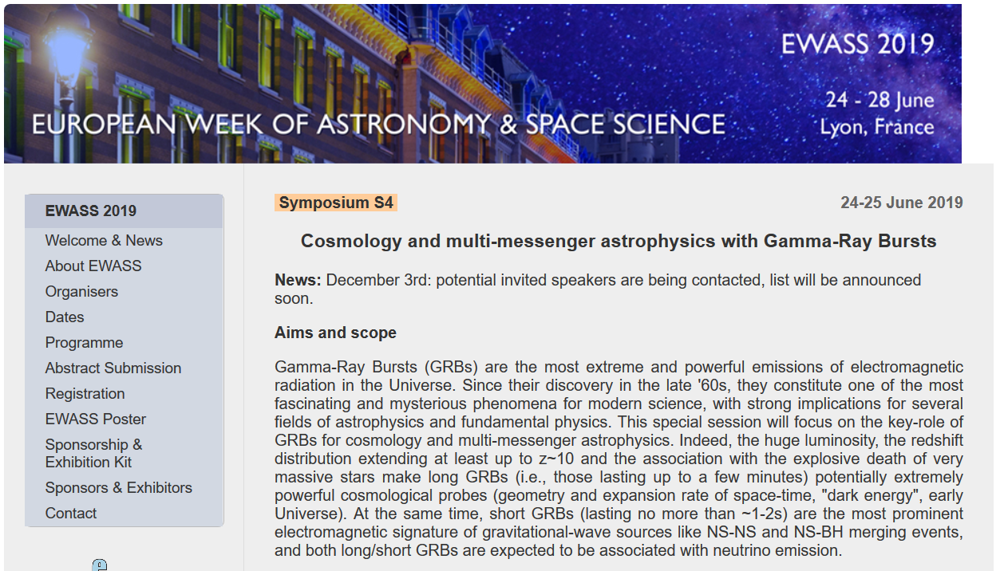 EWASS 2019
24 - 28 June
Lyon, France
EUROPEAN WEEK OF ASTRONOMY & SPACE SCIENCE
EWASS 2019
Welcome & News
About EWASS
Organisers
Dates
Programme
Abstract Submission
Registration
EWASS Poster
Sponsorship &
Exhibition Kit
Sponsors & Exhibitors
Contact
Symposium S4 24-25 June 2019
Cosmology and multi-messenger astrophysics with Gamma-Ray Bursts
News: December 3rd: potential invited speakers are being contacted, list will be announced
soon.
Aims and scope
Gamma-Ray Bursts (GRBs) are the most extreme and powerful emissions of electromagnetic
radiation in the Universe. Since their discovery in the late '60s, they constitute one of the most
fascinating and mysterious phenomena for modern science, with strong implications for several
fields of astrophysics and fundamental physics. This special session will focus on the key-role of
GRBs for cosmology and multi-messenger astrophysics. Indeed, the huge luminosity, the redshift
distribution extending at least up to z~10 and the association with the explosive death of very
massive stars make long GRBs (i.e., those lasting up to a few minutes) potentially extremely
powerful cosmological probes (geometry and expansion rate of space-time, "dark energy", early
Universe). At the same time, short GRBs (lasting no more than ~1-2s) are the most prominent
electromagnetic signature of gravitational-wave sources like NS-NS and NS-BH merging events,
and both long/short GRBs are expected to be associated with neutrino emission.